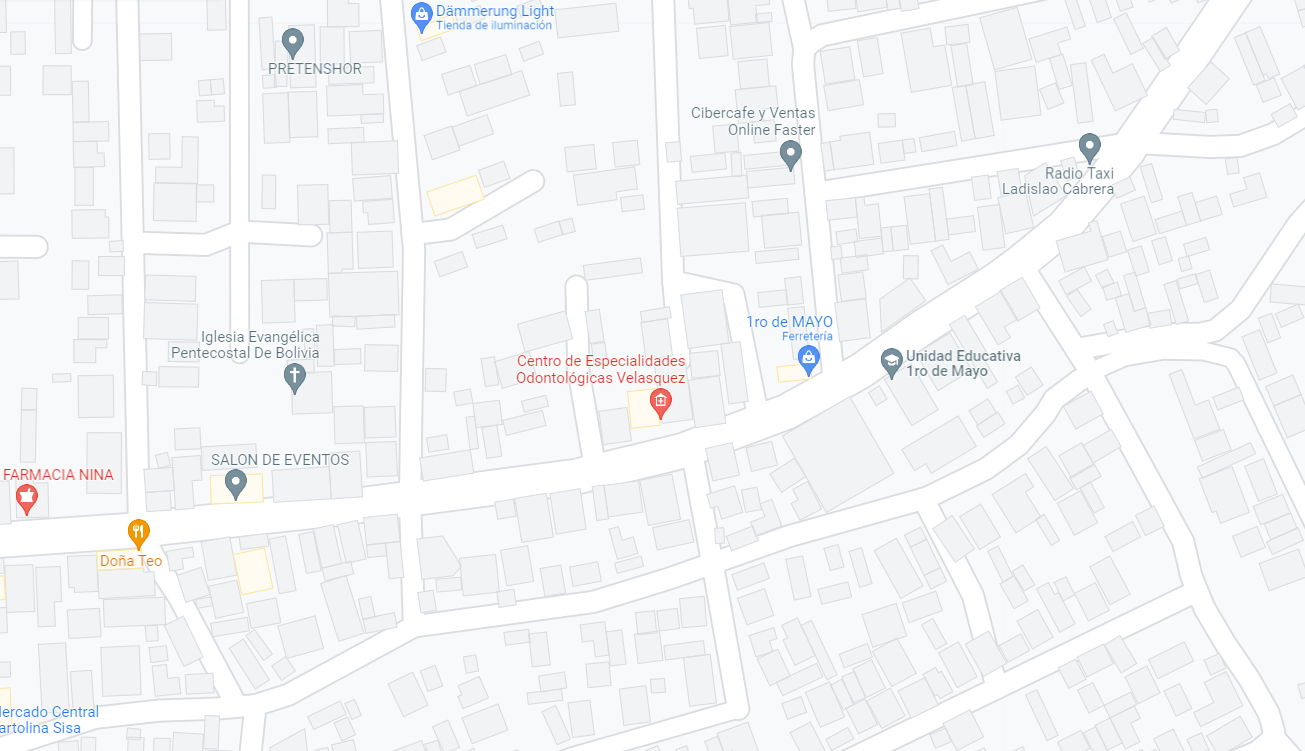 Dämmerung Light
Tienda de iluminación
PRETENSHOR
Cibercafe y Ventas
Online Faster
Radio Taxi
Ladislao Cabrera
Iglesia Evangélica
Pentecostal De Bolivia
1ro de MAYO
Ferretería
Centro de Especialidades
Odontológicas Velasquez
Unidad Educativa
1ro de Mayo
SALON DE EVENTOS
FARMACIA NINA
Doña Teo
Central
Sisa